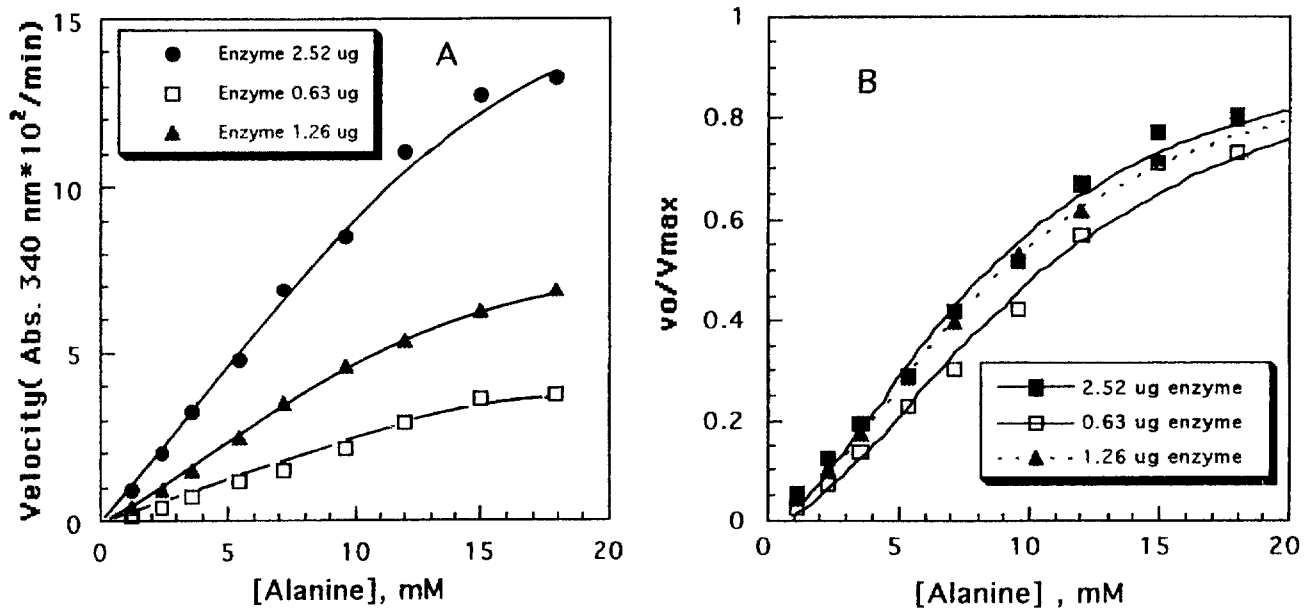 A
Enzyme 2.52 ug
Enzyme 0.63 ug
Enzyme 1.26 ug
Velocity( Abs. 340 nm*10²/min)
15
10
5
0
0 5 10 15 20
[Alanine], mM
B
vo/Vmax
1
0.8
0.6
0.4
0.2
0
2.52 ug enzyme
0.63 ug enzyme
1.26 ug enzyme
0 5 10 15 20
[Alanine] , mM